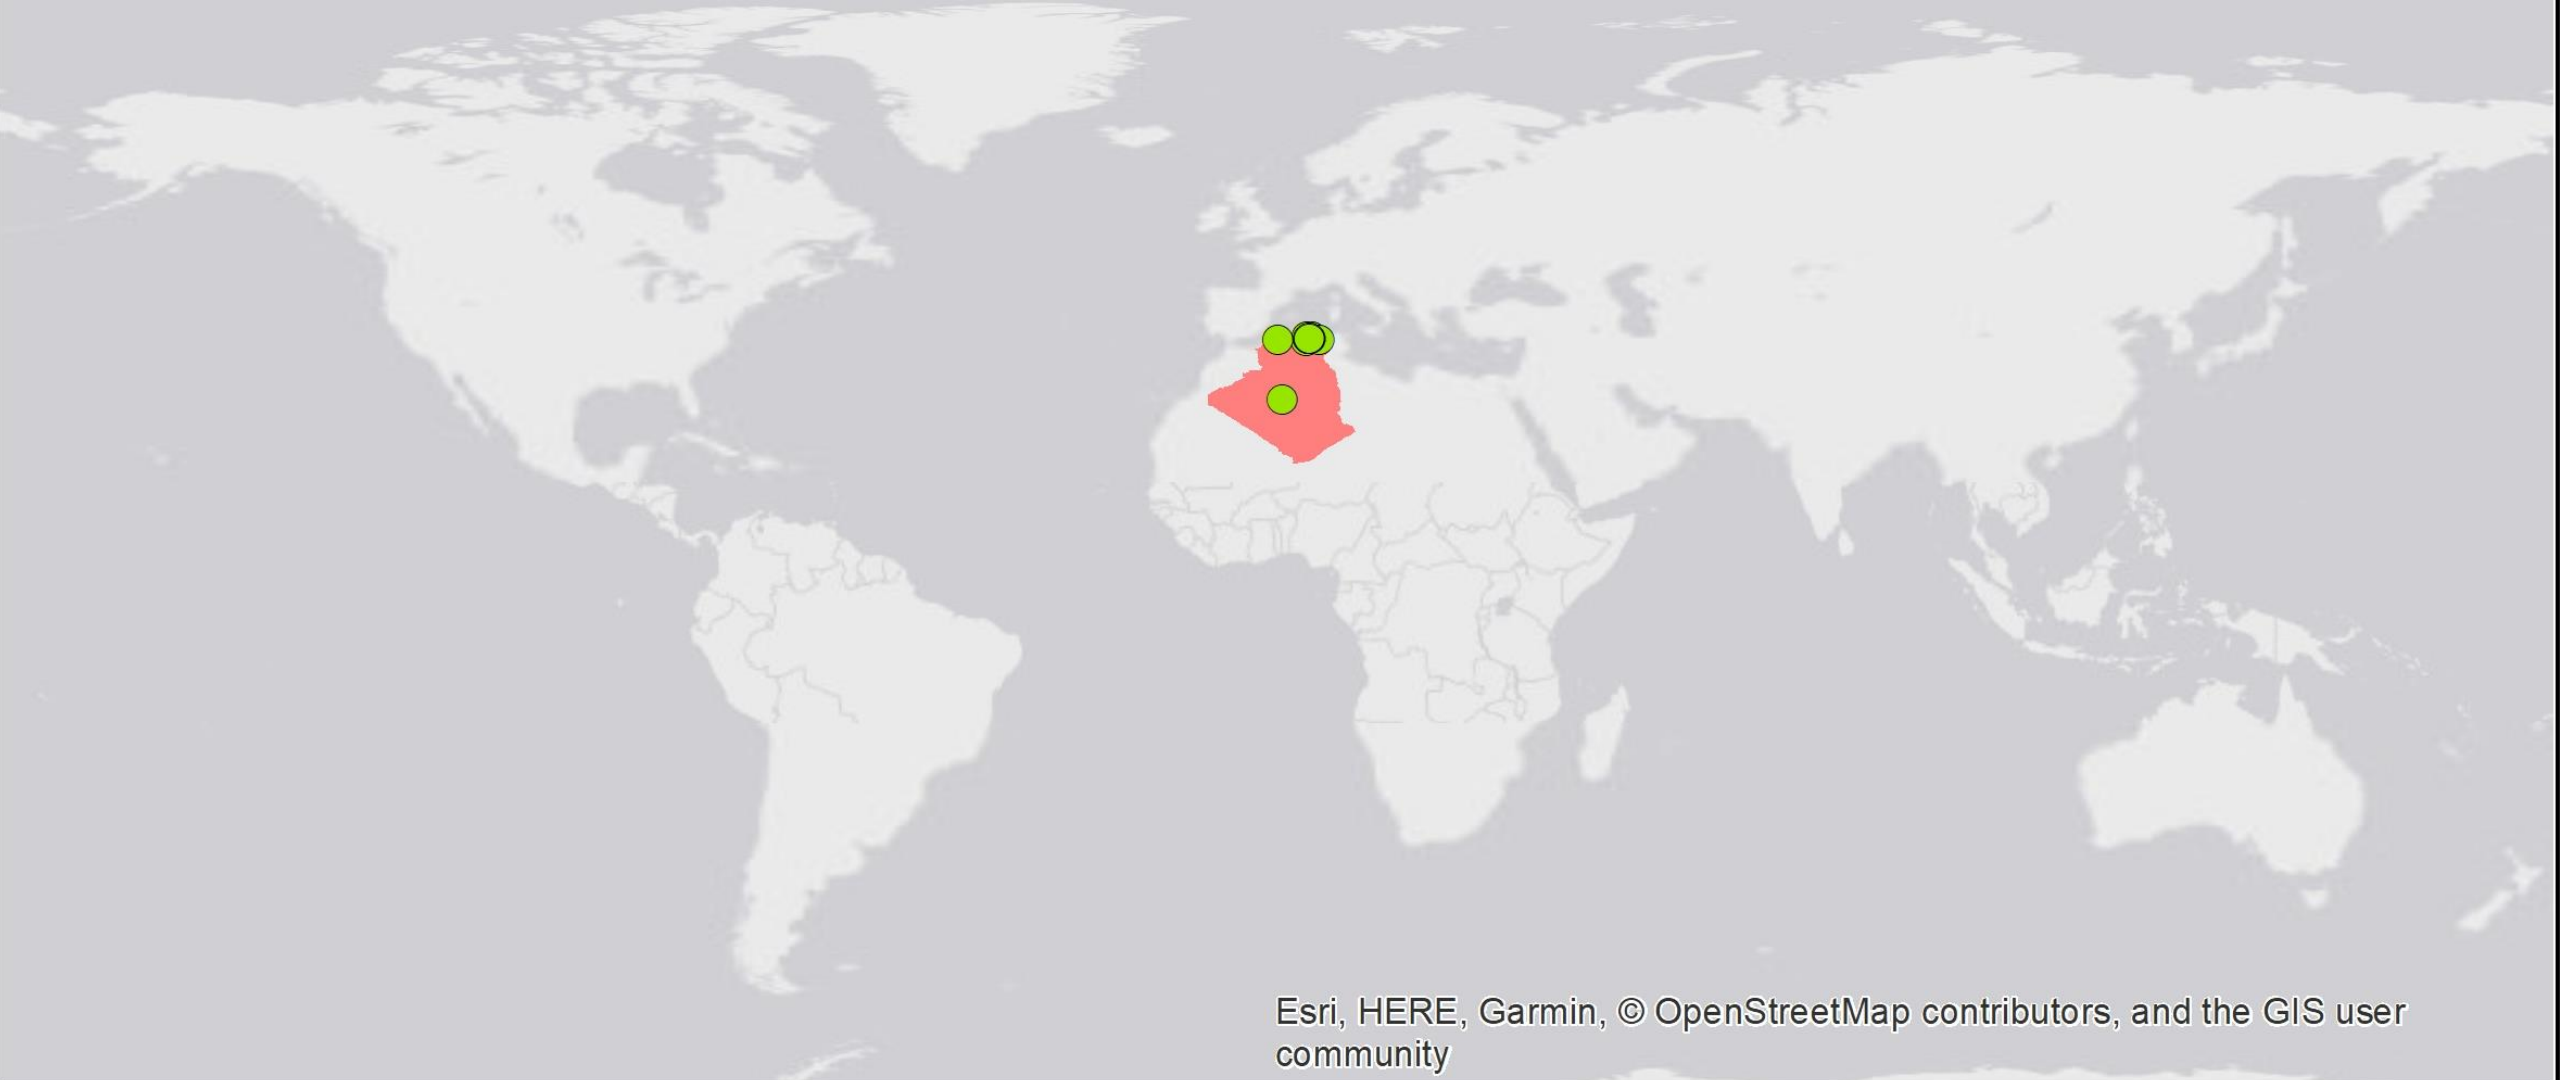 Esri, HERE, Garmin, © OpenStreetMap contributors, and the GIS user
community